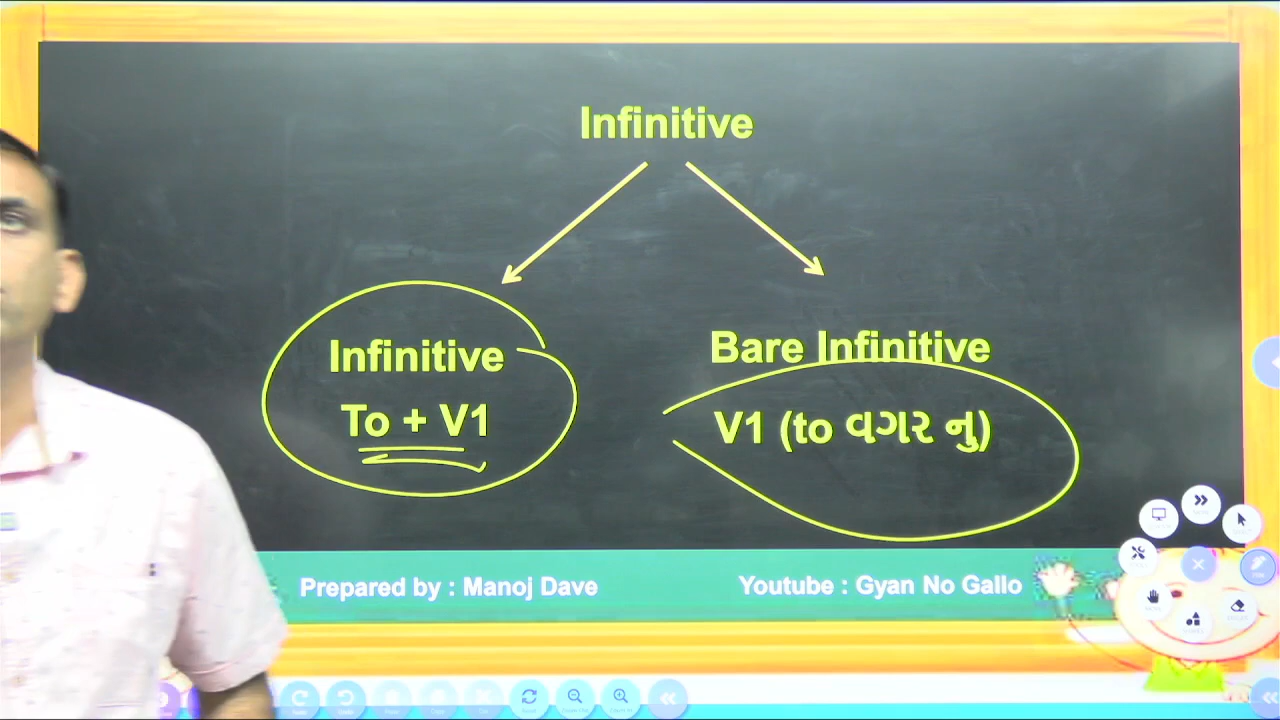 Infinitive
Infinitive
To + V1
Bare Infinitive
V1 (to વગર નુ)
Prepared by : Manoj Dave
Youtube : Gyan No Gallo